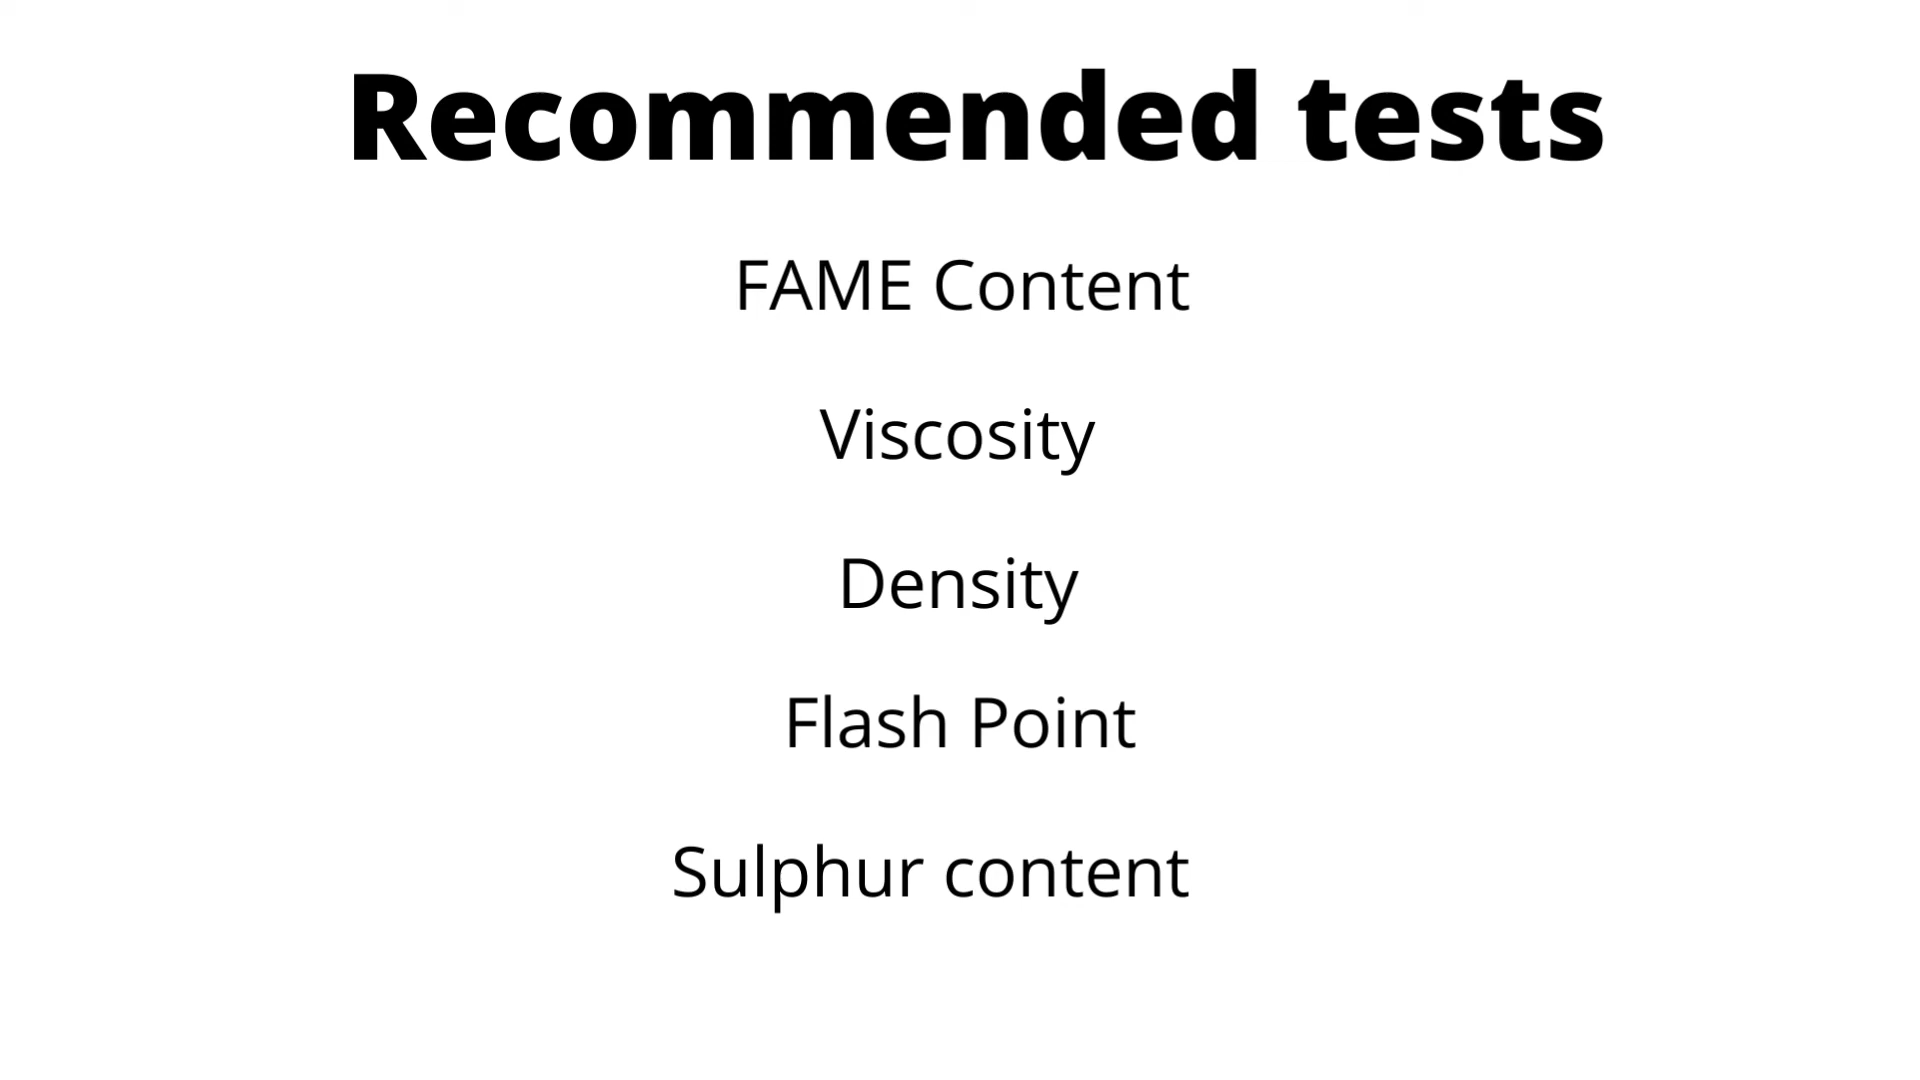 Recommended tests
FAME Content
Viscosity
Density
Flash Point
Sulphur content